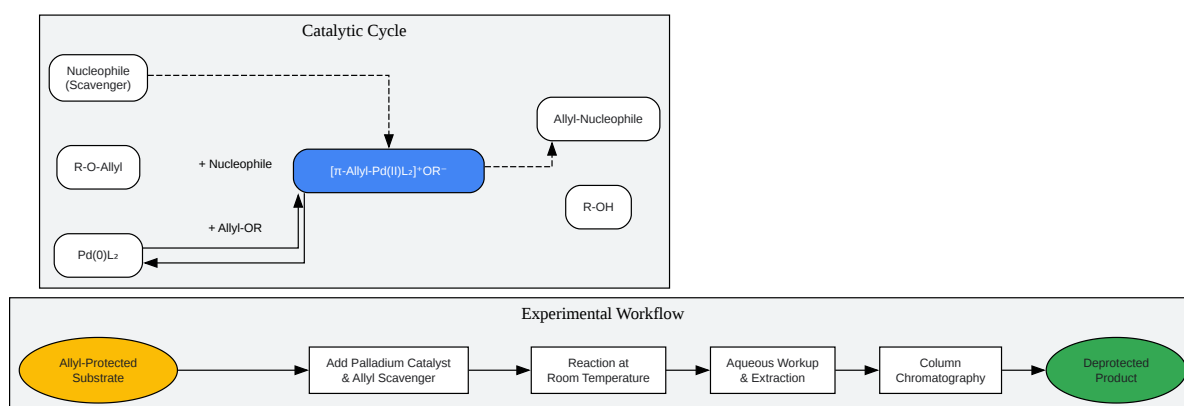 Catalytic Cycle
Nucleophile
(Scavenger)
Allyl-Nucleophile
R-O-Allyl
+ Nucleophile
[π-Allyl-Pd(II)L₂]⁺OR⁻
R-OH
+ Allyl-OR
Pd(0)L₂
Experimental Workflow
Allyl-Protected
Substrate
Add Palladium Catalyst
& Allyl Scavenger
Reaction at
Room Temperature
Aqueous Workup
& Extraction
Column
Chromatography
Deprotected
Product